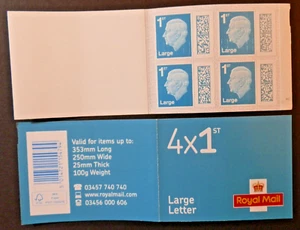 1st
Large
1st
Large
1st
Large
1st
Large
Valid for items up to:
353mm Long
250mm Wide
25mm Thick
100g Weight
03457 740 740
www.royalmail.com
03456 000 606
4x1ST
Large
Letter
Royal Mail